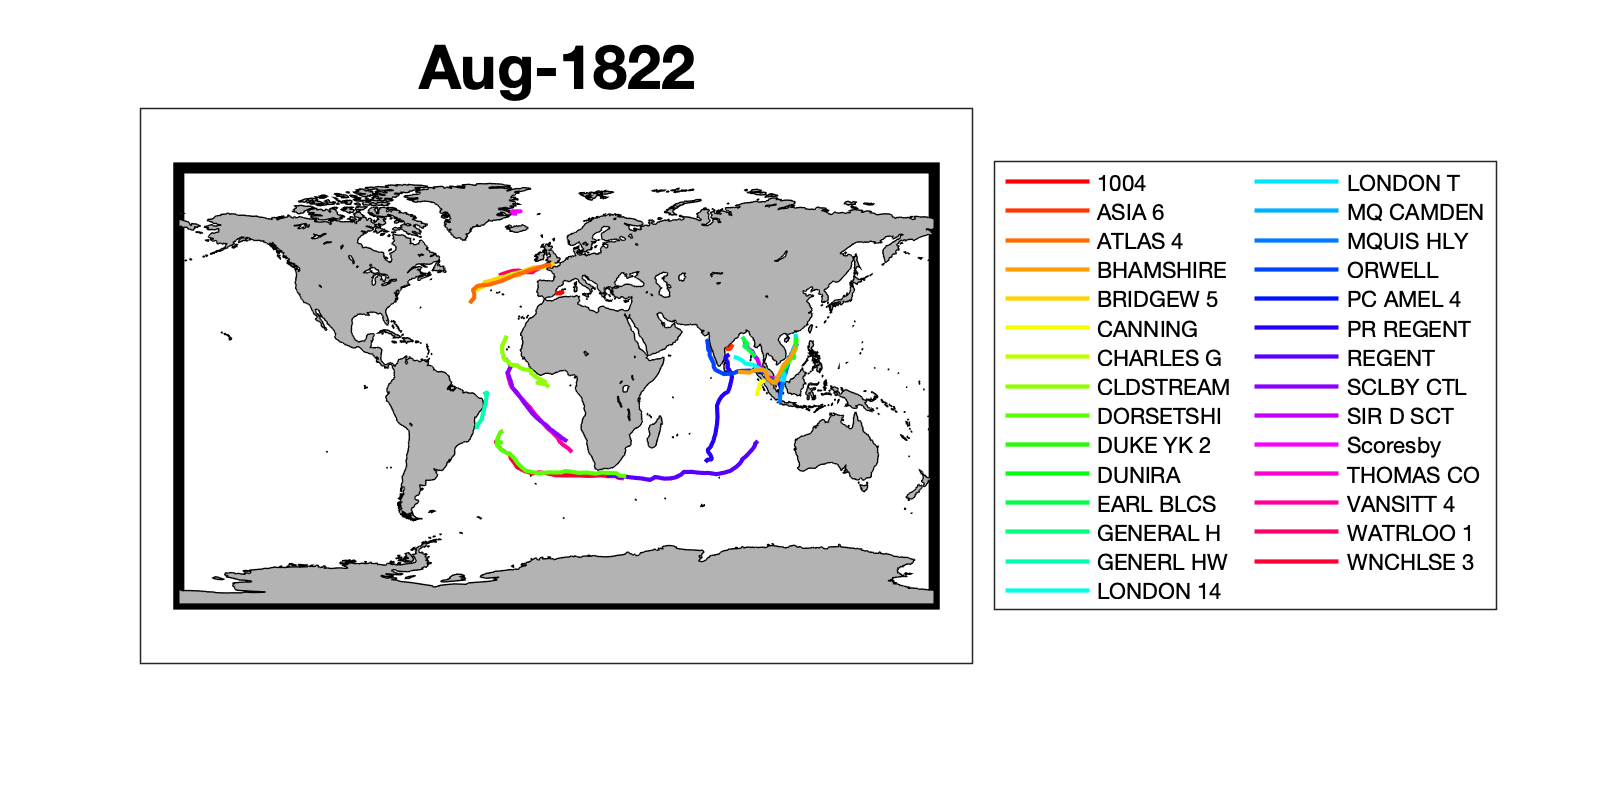 Aug-1822
1004
ASIA 6
ATLAS 4
BHAMSHIRE
BRIDGEW 5
CANNING
CHARLES G
CLDSTREAM
DORSETSHI
DUKE YK 2
DUNIRA
EARL BLCS
GENERAL H
GENERL HW
LONDON 14
LONDON T
MQ CAMDEN
MQUIS HLY
ORWELL
PC AMEL 4
PR REGENT
REGENT
SCLBY CTL
SIR D SCT
Scoresby
THOMAS CO
VANSITT 4
WATRLOO 1
WNCHLSE 3